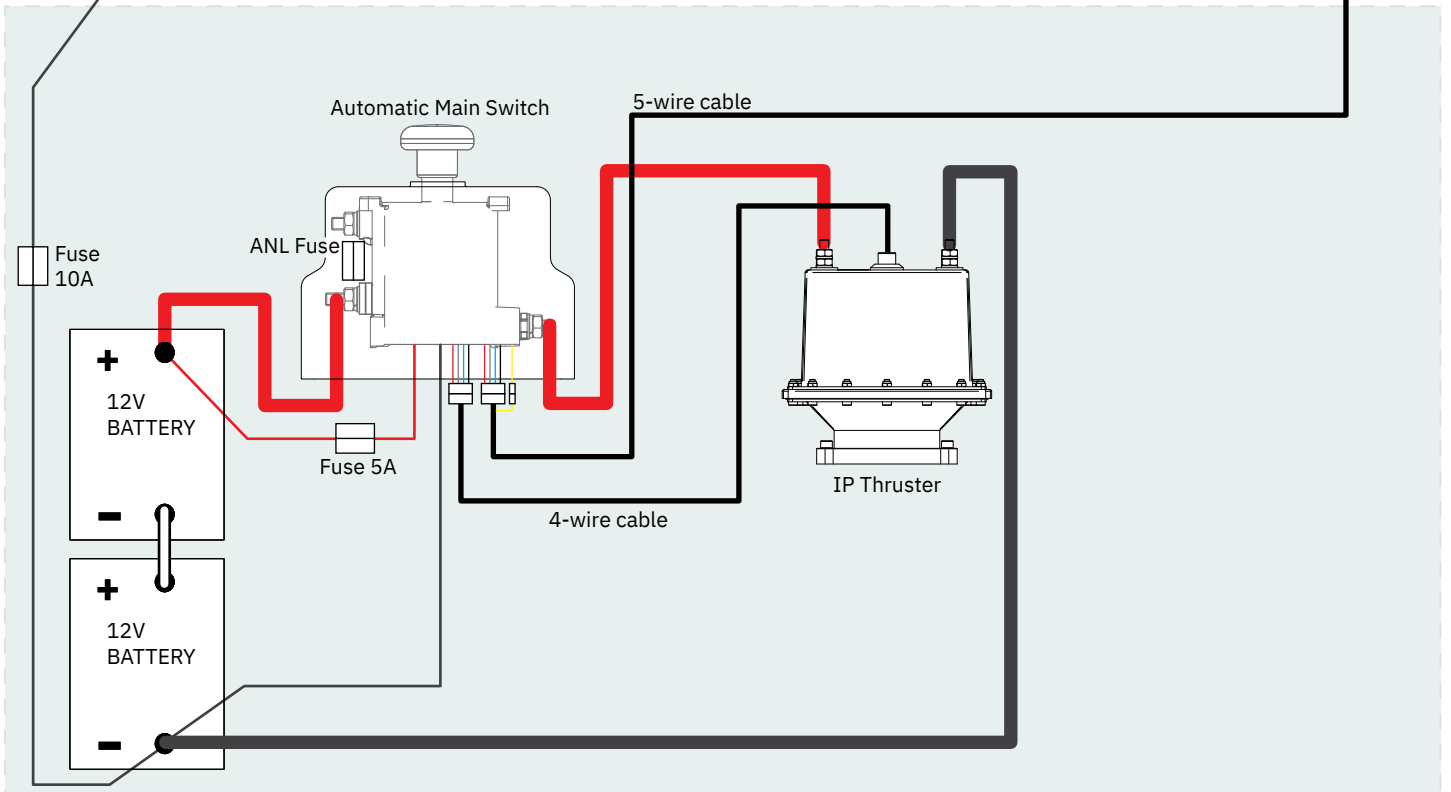 5-wire cable
Automatic Main Switch
ANL Fuse
Fuse
10A
+
12V
BATTERY
-
Fuse 5A
IP Thruster
4-wire cable
+
12V
BATTERY
-